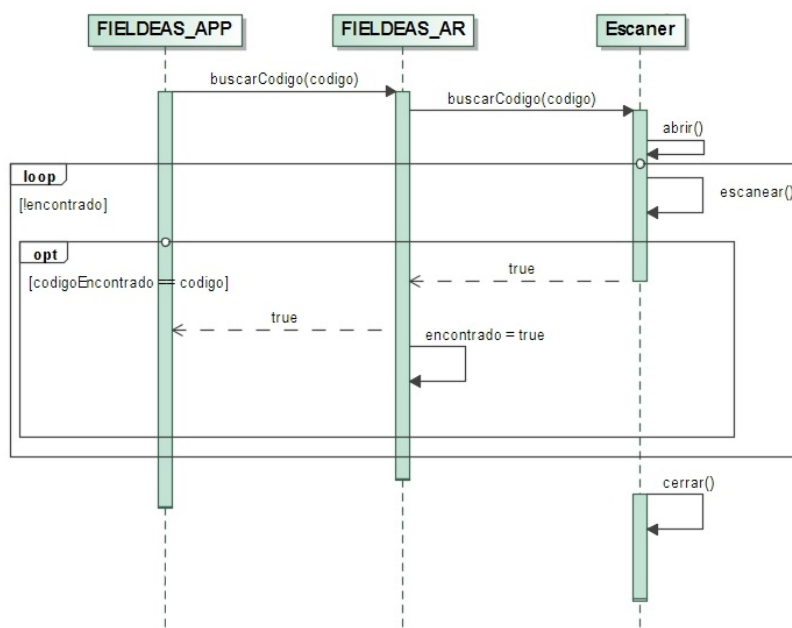 FIELDEAS_APP
FIELDEAS_AR
Escaner
buscarCodigo(codigo)
buscarCodigo(codigo)
abrir()
loop
[!encontrado]
escanear()
opt
[codigoEncontrado == codigo]
true
true
encontrado = true
cerrar()